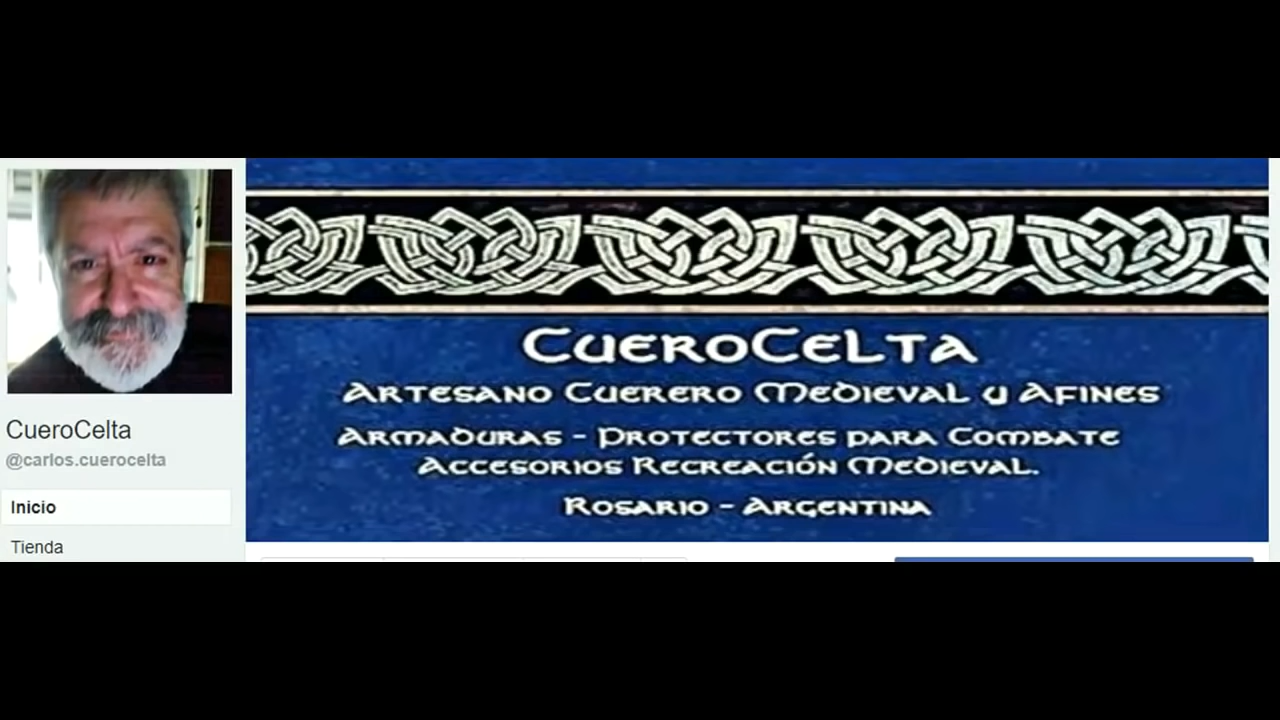 CueroCelta
@carlos.cuerocelta
Inicio
Tienda
CueroCelta
Artesano Cuerero Medieval y Afines
Armaduras - Protectores para Combate
Accesorios Recreación Medieval.
Rosario - Argentina